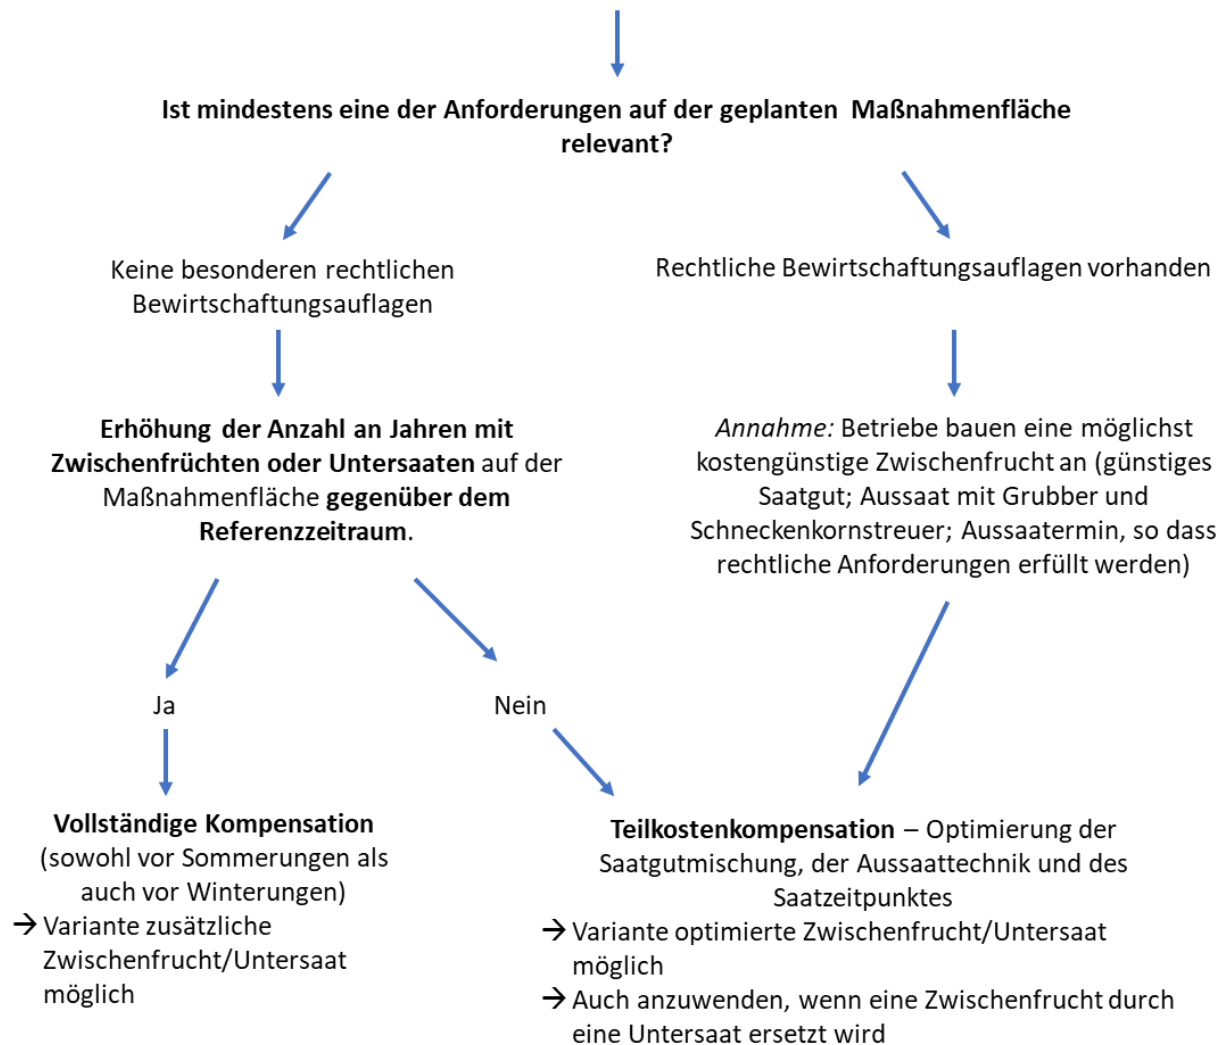 Ist mindestens eine der Anforderungen auf der geplanten Maßnahmenfläche
relevant?
Keine besonderen rechtlichen
Bewirtschaftungsauflagen
Rechtliche Bewirtschaftungsauflagen vorhanden
Erhöhung der Anzahl an Jahren mit
Zwischenfrüchten oder Untersaaten auf der
Maßnahmenfläche gegenüber dem
Referenzzeitraum.
Annahme: Betriebe bauen eine möglichst
kostengünstige Zwischenfrucht an (günstiges
Saatgut; Aussaat mit Grubber und
Schneckenkornstreuer; Aussaatermin, so dass
rechtliche Anforderungen erfüllt werden)
Ja
Nein
Vollständige Kompensation
(sowohl vor Sommerungen als
auch vor Winterungen)
→ Variante zusätzliche
Zwischenfrucht/Untersaat
möglich
Teilkostenkompensation – Optimierung der
Saatgutmischung, der Aussaattechnik und des
Saatzeitpunktes
→ Variante optimierte Zwischenfrucht/Untersaat
möglich
→ Auch anzuwenden, wenn eine Zwischenfrucht durch
eine Untersaat ersetzt wird